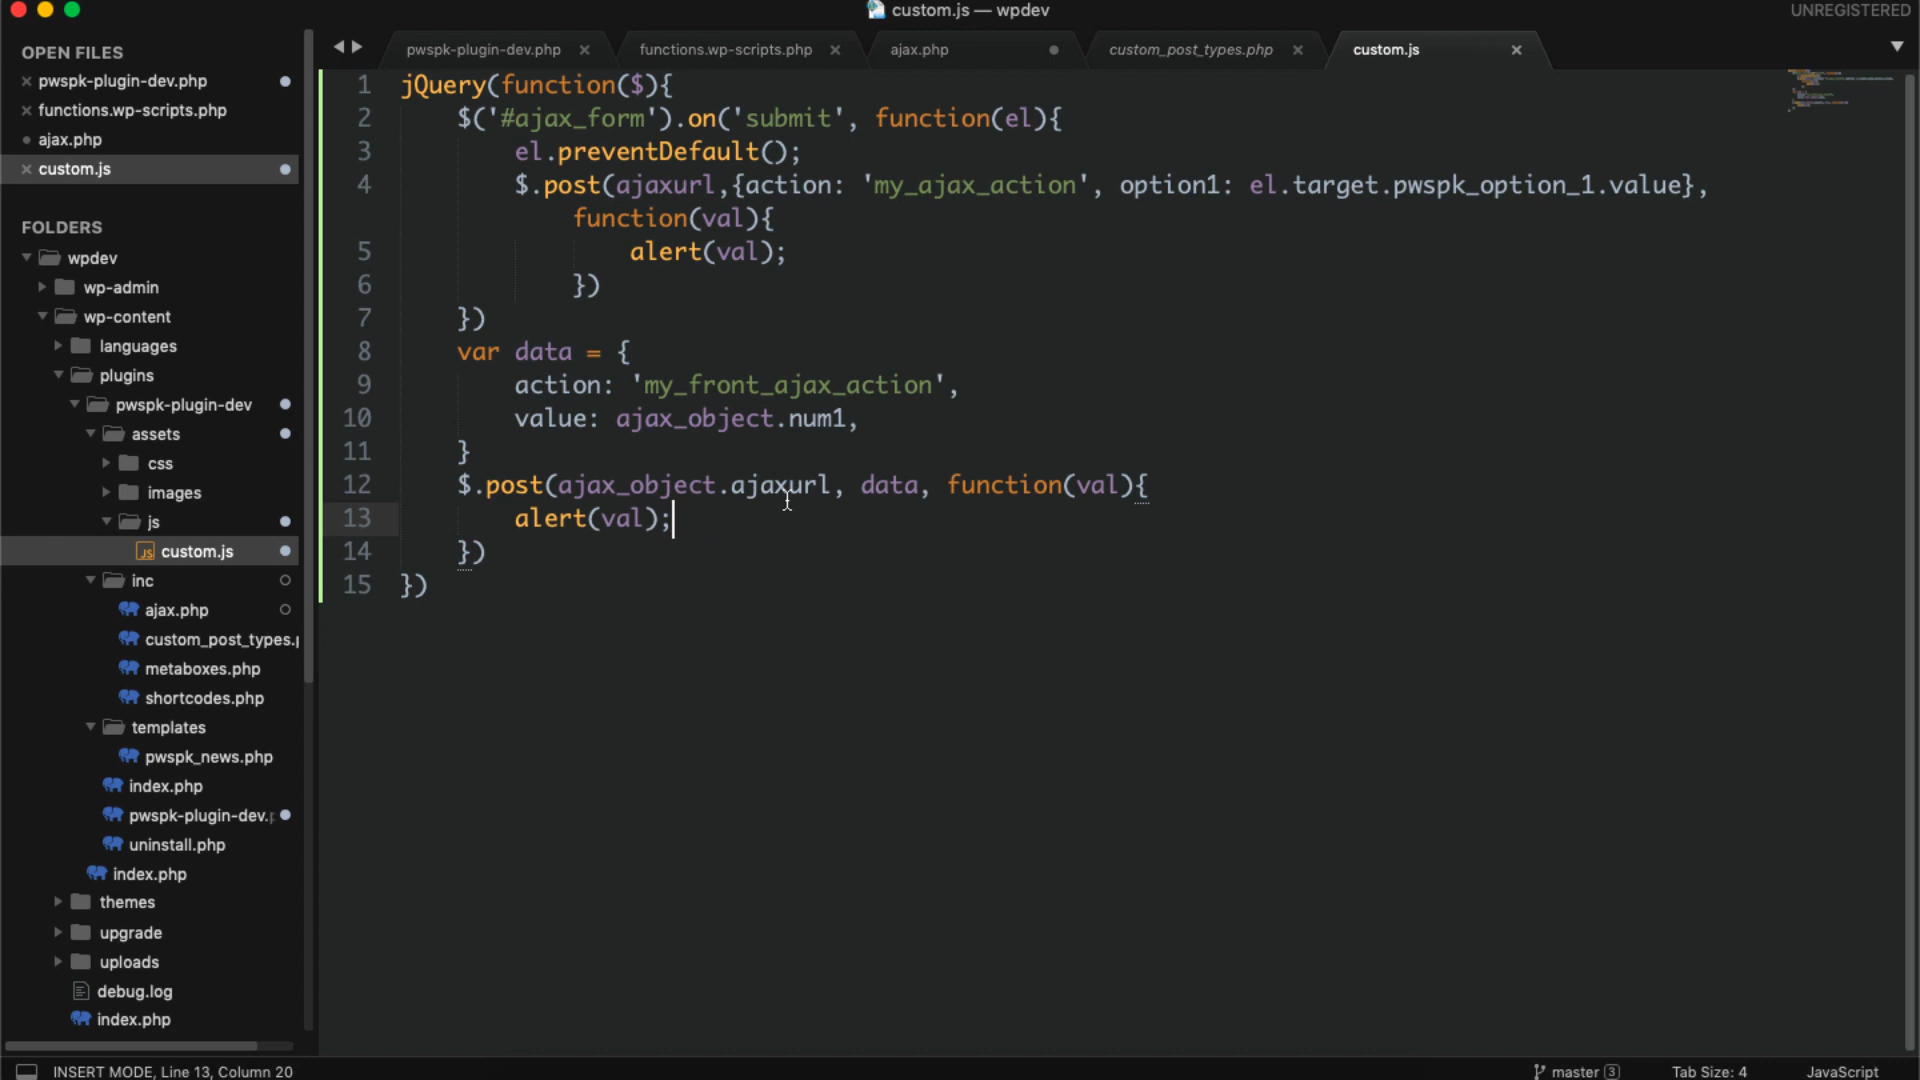 custom.js — wpdev
UNREGISTERED
OPEN FILES
pwspk-plugin-dev.php
functions.wp-scripts.php
ajax.php
custom.js
FOLDERS
wpdev
wp-admin
wp-content
languages
plugins
pwspk-plugin-dev
assets
css
images
js
custom.js
inc
ajax.php
custom_post_types.p
metaboxes.php
shortcodes.php
templates
pwspk_news.php
index.php
pwspk-plugin-dev.p
uninstall.php
index.php
themes
upgrade
uploads
debug.log
index.php
pwspk-plugin-dev.php
functions.wp-scripts.php
ajax.php
custom_post_types.php
custom.js
1 jQuery(function($){
2 $('#ajax_form').on('submit', function(el){
3 el.preventDefault();
4 $.post(ajaxurl,{action: 'my_ajax_action', option1: el.target.pwspk_option_1.value},
function(val){
5 alert(val);
6 })
7 })
8 var data = {
9 action: 'my_front_ajax_action',
10 value: ajax_object.num1,
11 }
12 $.post(ajax_object.ajaxurl, data, function(val){
13 alert(val);
14 })
15 })
INSERT MODE, Line 13, Column 20
master 3
Tab Size: 4
JavaScript